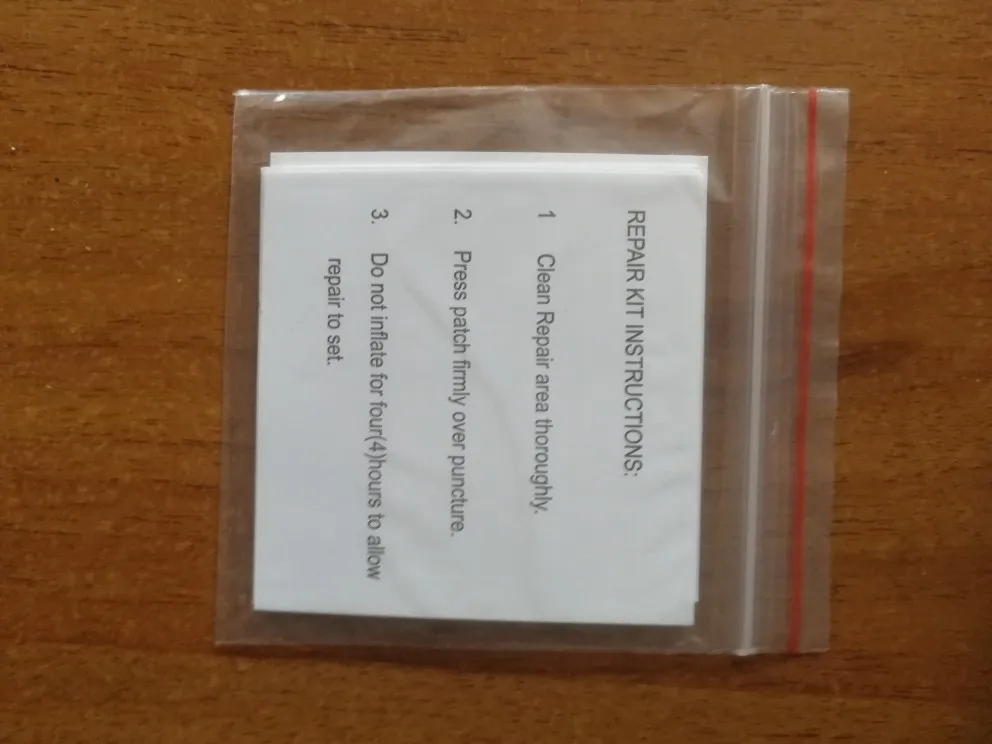 REPAIR KIT INSTRUCTIONS:
1 Clean Repair area thoroughly.
2. Press patch firmly over puncture.
3. Do not inflate for four(4)hours to allow
repair to set.